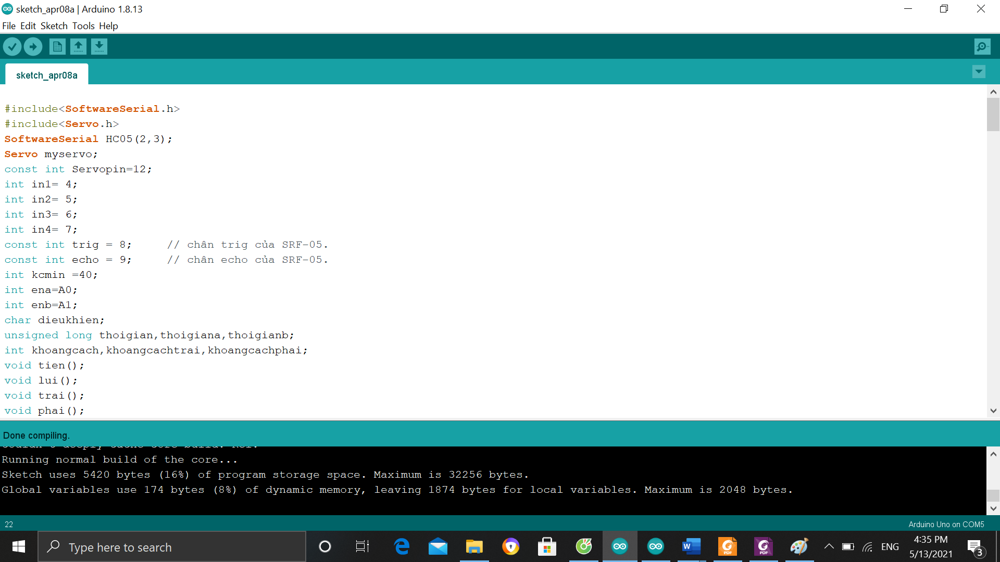 sketch_apr08a | Arduino 1.8.13
File Edit Sketch Tools Help
sketch_apr08a
#include<SoftwareSerial.h>
#include<Servo.h>
SoftwareSerial HC05(2,3);
Servo myservo;
const int Servopin=12;
int in1= 4;
int in2= 5;
int in3= 6;
int in4= 7;
const int trig = 8;     // chân trig của SRF-05.
const int echo = 9;     // chân echo của SRF-05.
int kcmin =40;
int ena=A0;
int enb=A1;
char dieukhien;
unsigned long thoigian,thoigiana,thoigianb;
int khoangcach,khoangcachtrai,khoangcachphai;
void tien();
void lui();
void trai();
void phai();
Done compiling.
Running normal build of the core...
Sketch uses 5420 bytes (16%) of program storage space. Maximum is 32256 bytes.
Global variables use 174 bytes (8%) of dynamic memory, leaving 1874 bytes for local variables. Maximum is 2048 bytes.
22
Arduino Uno on COM5
Type here to search
W
PDF
PDF
ENG
4:35 PM
5/13/2021
3